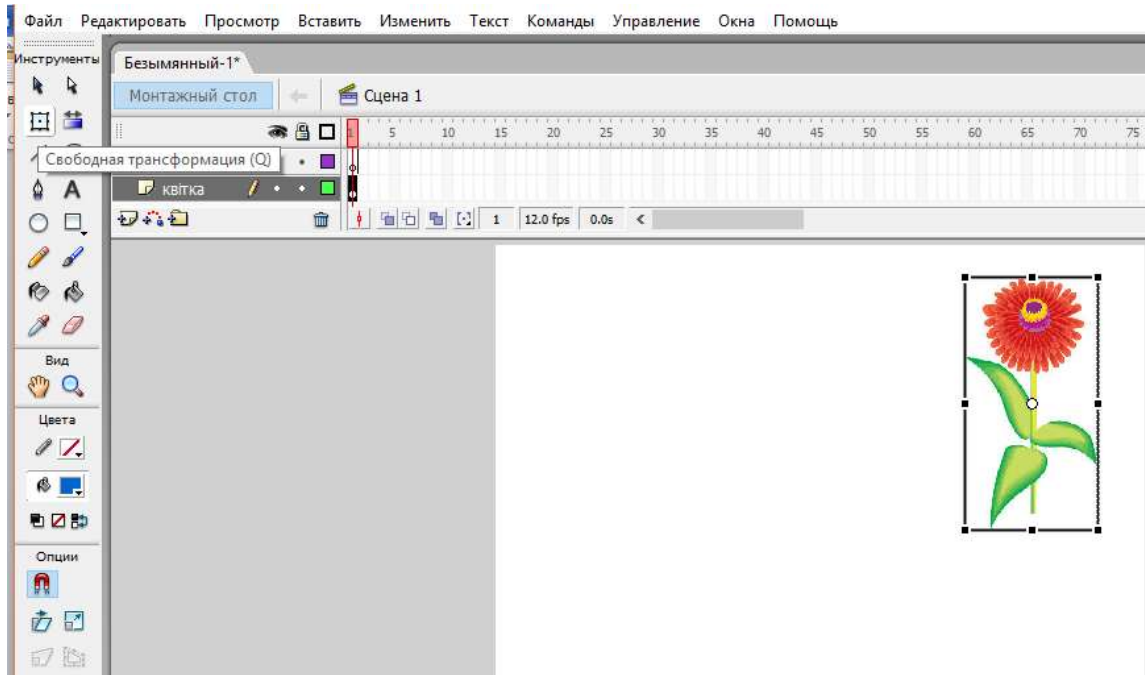 Файл Редактировать Просмотр Вставить Изменить Текст Команды Управление Окна Помощь
Инструменты
Безымянный-1*
Монтажный стол
Сцена 1
5 10 15 20 25 30 35 40 45 50 55 60 65 70 75
Свободная трансформация (Q)
квітка
1 12.0 fps 0.0s
Вид
Цвета
Опции